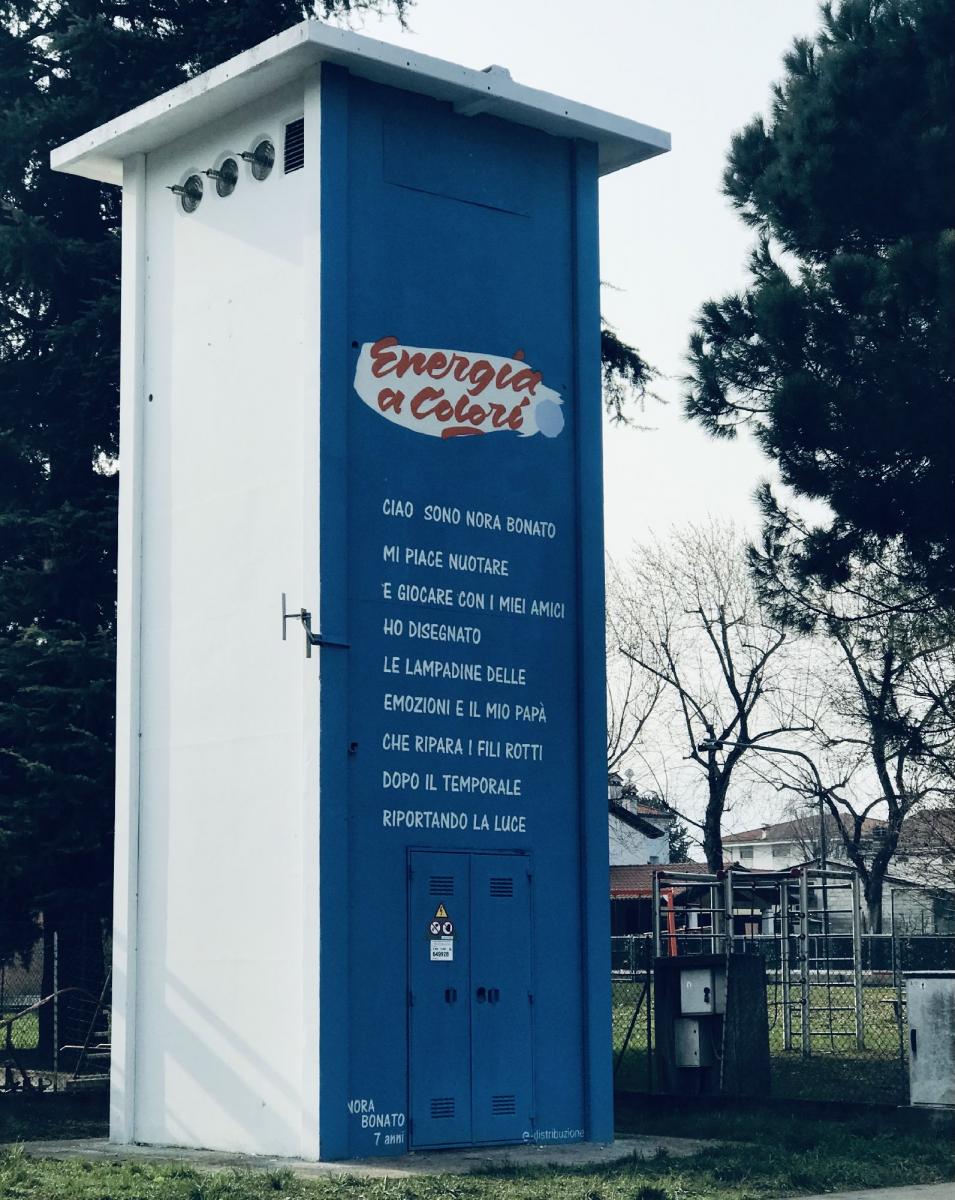 Energia
a Colori
CIAO SONO NORA BONATO
MI PIACE NUOTARE
E GIOCARE CON I MIEI AMICI
HO DISEGNATO
LE LAMPADINE DELLE
EMOZIONI E IL MIO PAPÀ
CHE RIPARA I FILI ROTTI
DOPO IL TEMPORALE
RIPORTANDO LA LUCE
649928
NORA
BONATO
7 anni
e-distribuzione